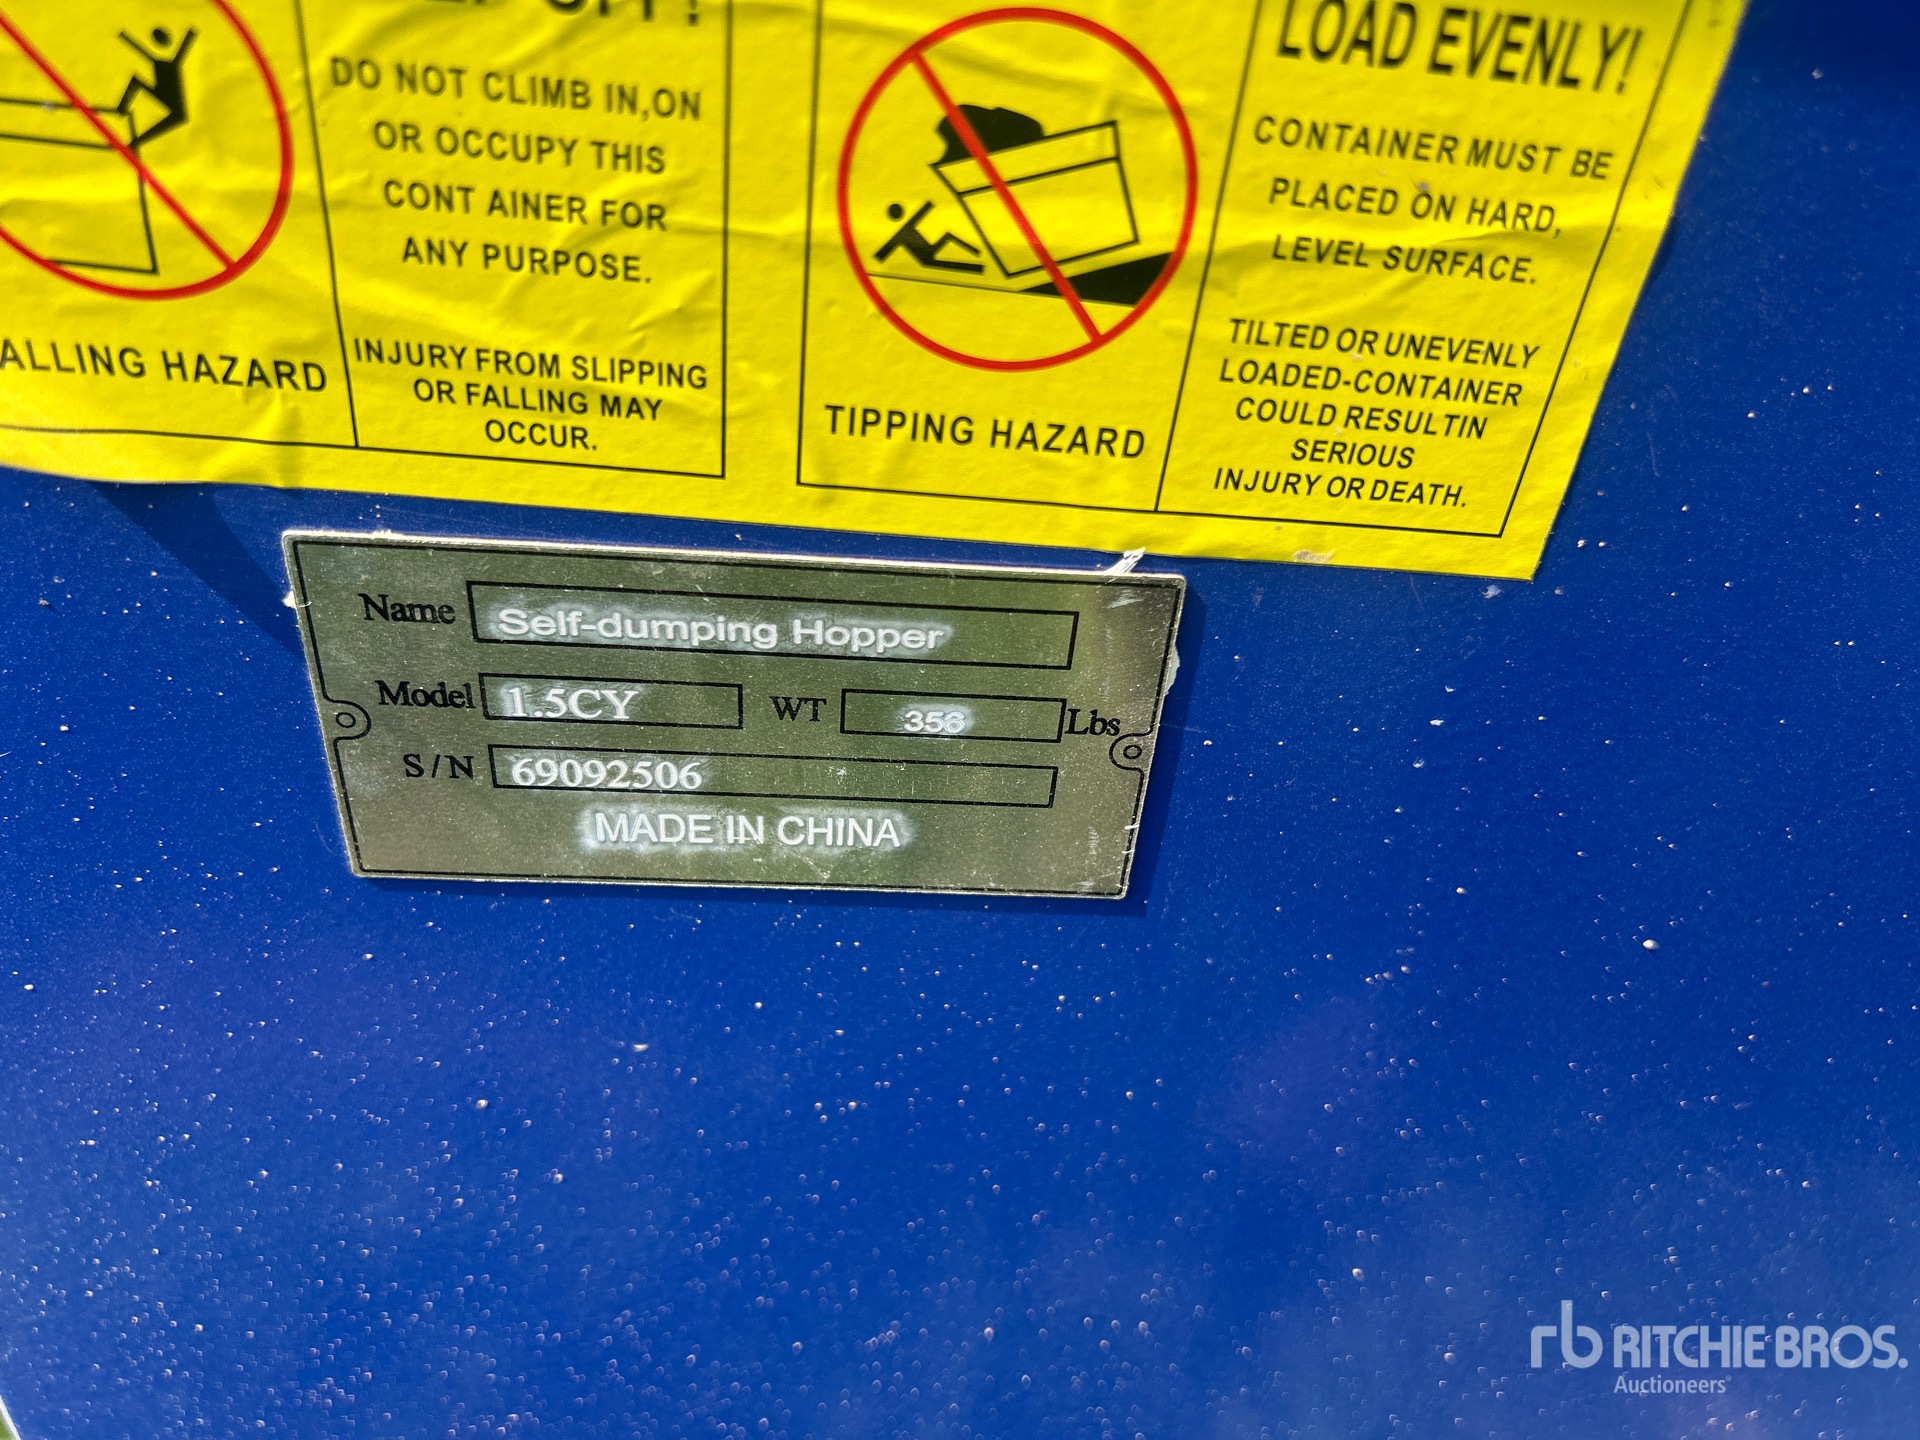 DO NOT CLIMB IN,ON
OR OCCUPY THIS
CONT AINER FOR
ANY PURPOSE.
INJURY FROM SLIPPING
OR FALLING MAY
OCCUR.
ALLING HAZARD
LOAD EVENLY!
CONTAINER MUST BE
PLACED ON HARD,
LEVEL SURFACE.
TILTED OR UNEVENLY
LOADED-CONTAINER
COULD RESULTIN
SERIOUS
INJURY OR DEATH.
TIPPING HAZARD
Name Self-dumping Hopper
Model 1.5CY WT Lbs
S/N 69092506
MADE IN CHINA
rb RITCHIE BROS.
Auctioneers